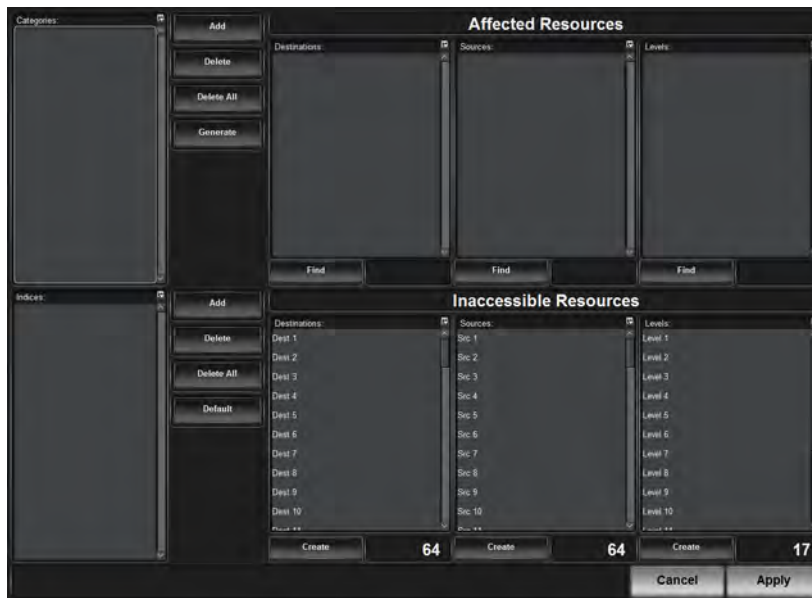 Categories:
Add
Delete
Delete All
Generate
Affected Resources
Destinations:
Sources:
Levels:
Find
Find
Find
Indices:
Add
Delete
Delete All
Default
Inaccessible Resources
Destinations:
Dest 1
Dest 2
Dest 3
Dest 4
Dest 5
Dest 6
Dest 7
Dest 8
Dest 9
Dest 10
Sources:
Src 1
Src 2
Src 3
Src 4
Src 5
Src 6
Src 7
Src 8
Src 9
Src 10
Levels:
Level 1
Level 2
Level 3
Level 4
Level 5
Level 6
Level 7
Level 8
Level 9
Level 10
Create
64
Create
64
Create
17
Cancel
Apply